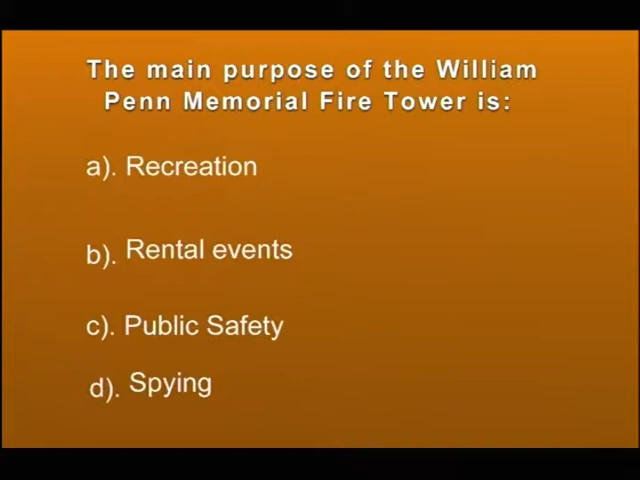 The main purpose of the William
Penn Memorial Fire Tower is:
a). Recreation
b). Rental events
c). Public Safety
d). Spying